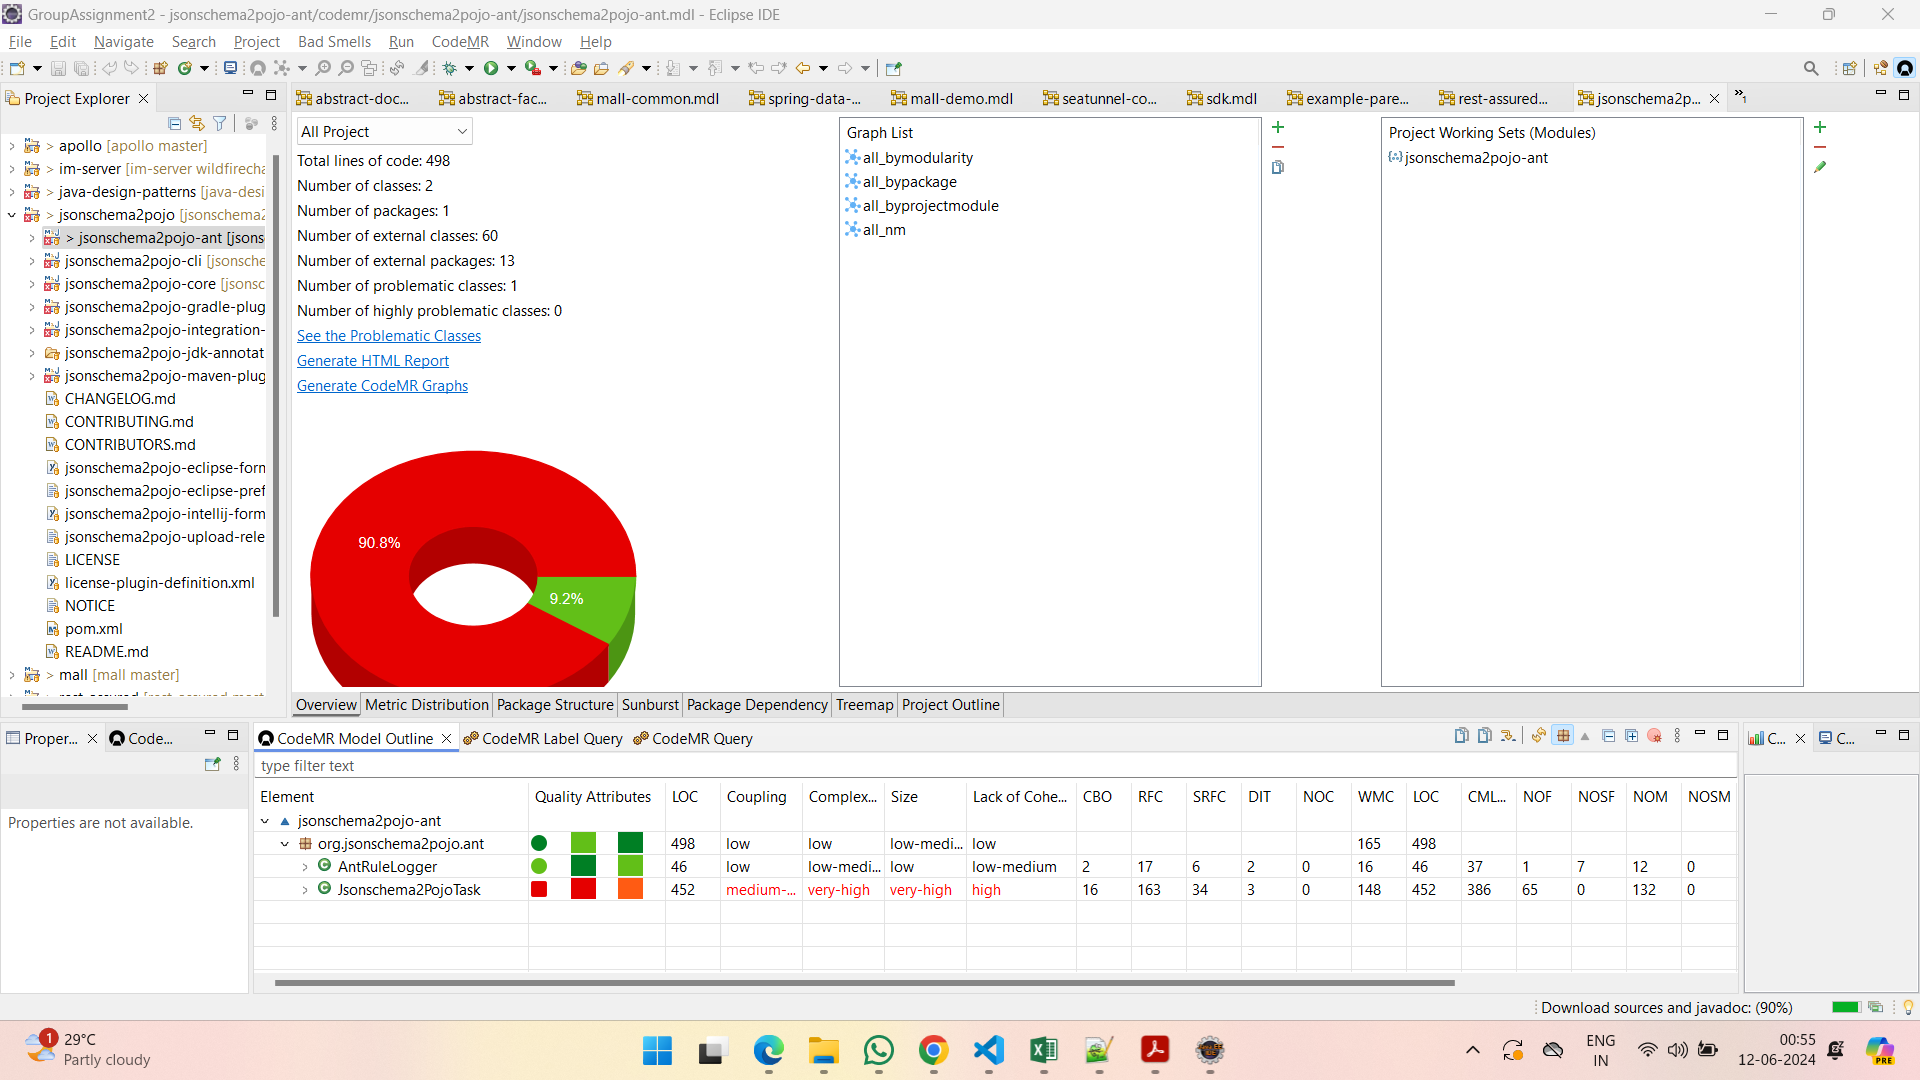 GroupAssignment2 - jsonschema2pojo-ant/codemr/jsonschema2pojo-ant/jsonschema2pojo-ant.mdl - Eclipse IDE
File Edit Navigate Search Project Bad Smells Run CodeMR Window Help
Project Explorer
abstract-doc... abstract-fac... mall-common.mdl spring-data-... mall-demo.mdl seatunnel-co... sdk.mdl example-pare... rest-assured... jsonschema2p... »1
> apollo [apollo master]
> im-server [im-server wildfirecha
> java-design-patterns [java-desi
> jsonschema2pojo [jsonschema2
> jsonschema2pojo-ant [jsons
jsonschema2pojo-cli [jsonsche
jsonschema2pojo-core [jsonsc
jsonschema2pojo-gradle-plug
jsonschema2pojo-integration-
jsonschema2pojo-jdk-annotat
jsonschema2pojo-maven-plug
CHANGELOG.md
CONTRIBUTING.md
CONTRIBUTORS.md
jsonschema2pojo-eclipse-form
jsonschema2pojo-eclipse-pref
jsonschema2pojo-intellij-form
jsonschema2pojo-upload-rele
LICENSE
license-plugin-definition.xml
NOTICE
pom.xml
README.md
> mall [mall master]
All Project
Total lines of code: 498
Number of classes: 2
Number of packages: 1
Number of external classes: 60
Number of external packages: 13
Number of problematic classes: 1
Number of highly problematic classes: 0
See the Problematic Classes
Generate HTML Report
Generate CodeMR Graphs
90.8%
9.2%
Graph List
all_bymodularity
all_bypackage
all_byprojectmodule
all_nm
Project Working Sets (Modules)
jsonschema2pojo-ant
Overview Metric Distribution Package Structure Sunburst Package Dependency Treemap Project Outline
Proper... Code...
Properties are not available.
CodeMR Model Outline CodeMR Label Query CodeMR Query
type filter text
Element Quality Attributes LOC Coupling Complex... Size Lack of Cohe... CBO RFC SRFC DIT NOC WMC LOC CML... NOF NOSF NOM NOSM
jsonschema2pojo-ant
org.jsonschema2pojo.ant 498 low low low-medi... low 165 498
AntRuleLogger 46 low low-medi... low low-medium 2 17 6 2 0 16 46 37 1 7 12 0
Jsonschema2PojoTask 452 medium-... very-high very-high high 16 163 34 3 0 148 452 386 65 0 132 0
C... C...
Download sources and javadoc: (90%)
1
29°C
Partly cloudy
ENG
IN
00:55
12-06-2024
PRE